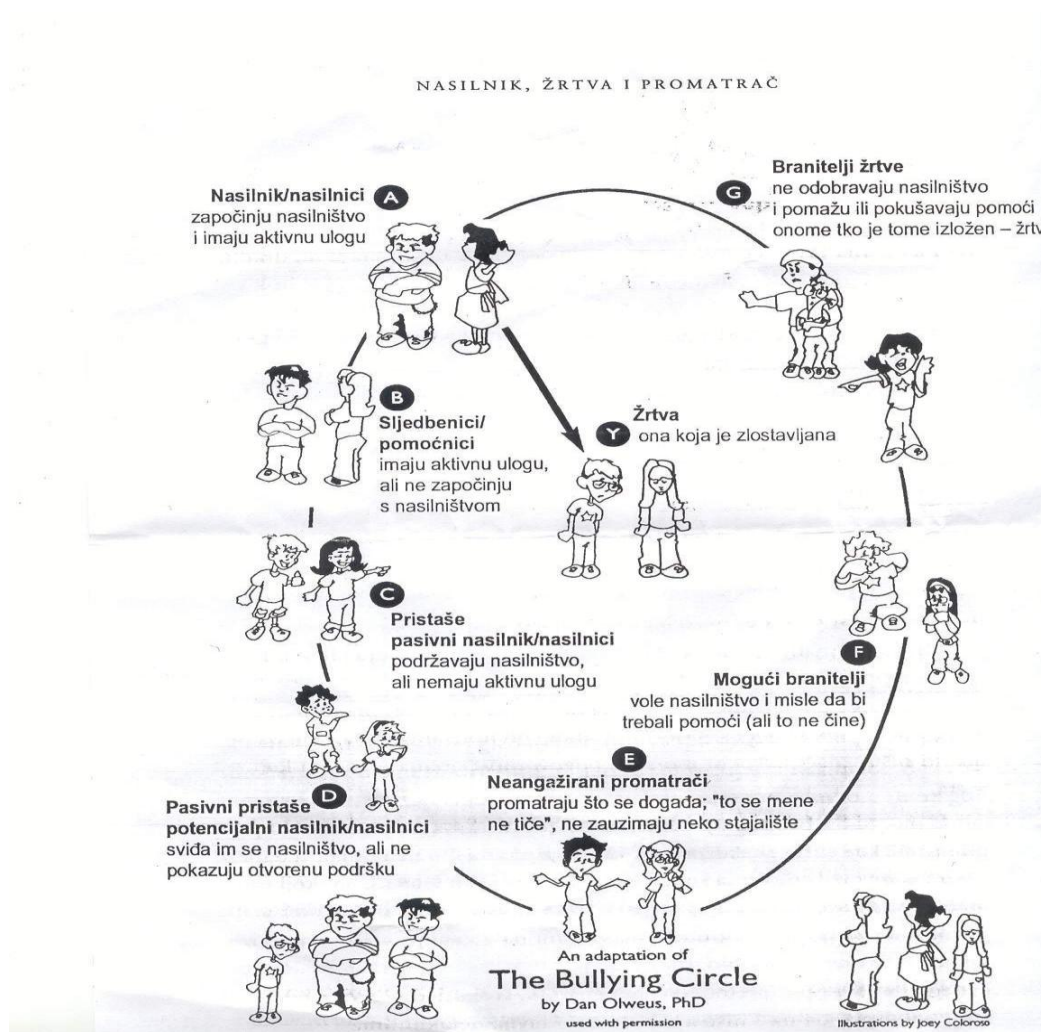 NASILNIK, ŽRTVA I PROMATRAČ
A
Nasilnik/nasilnici
započinju nasilništvo
i imaju aktivnu ulogu
G
Branitelji žrtve
ne odobravaju nasilništvo
i pomažu ili pokušavaju pomoći
onome tko je tome izložen – žrtv
B
Sljedbenici/
pomoćnici
imaju aktivnu ulogu,
ali ne započinju
s nasilništvom
Y
Žrtva
ona koja je zlostavljana
C
Pristaše
pasivni nasilnik/nasilnici
podržavaju nasilništvo,
ali nemaju aktivnu ulogu
F
Mogući branitelji
vole nasilništvo i misle da bi
trebali pomoći (ali to ne čine)
D
Pasivni pristaše
potencijalni nasilnik/nasilnici
sviđa im se nasilništvo, ali ne
pokazuju otvorenu podršku
E
Neangažirani promatrači
promatraju što se događa; "to se mene
ne tiče", ne zauzimaju neko stajalište
An adaptation of
The Bullying Circle
by Dan Olweus, PhD
used with permission
Illustrations by Joey Coloroso